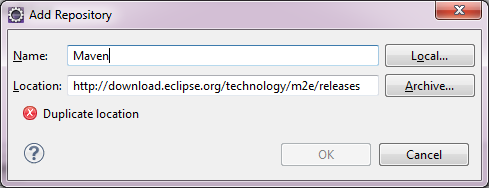 Add Repository
Name: Maven Local...
Location: http://download.eclipse.org/technology/m2e/releases Archive...
Duplicate location
? OK Cancel